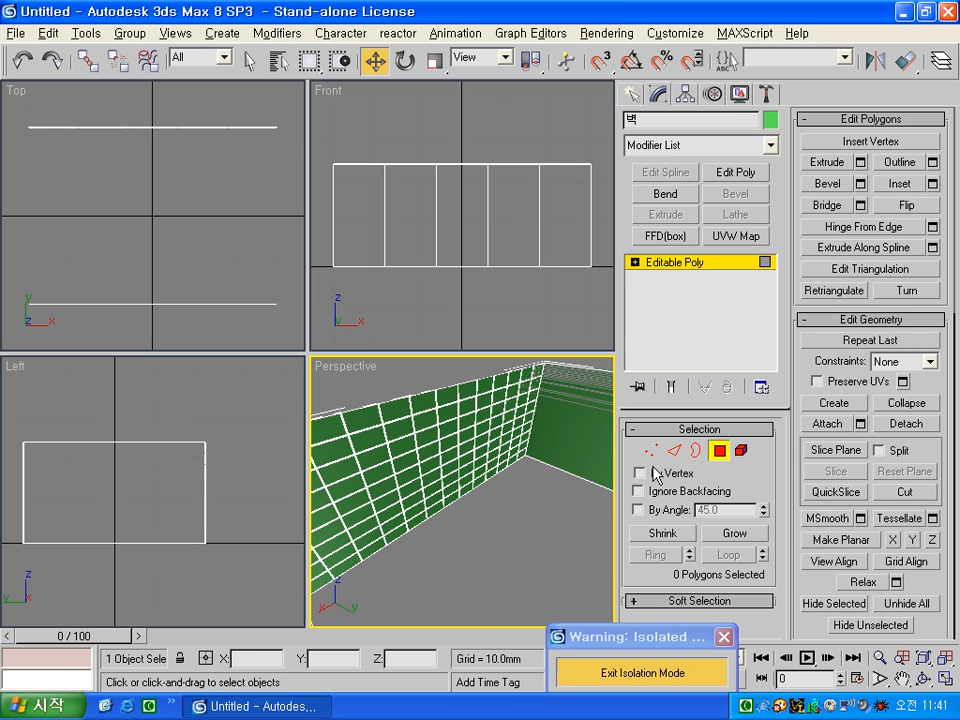 Untitled - Autodesk 3ds Max 8 SP3 - Stand-alone License
File Edit Tools Group Views Create Modifiers Character reactor Animation Graph Editors Rendering Customize MAXScript Help
All
View
Top
Front
z
x
y
z
x
Left
Perspective
z
y
x
z
x
y
벽
Modifier List
Edit Spline
Edit Poly
Bend
Bevel
Extrude
Lathe
FFD(box)
UVW Map
Editable Poly
Selection
Vertex
Ignore Backfacing
By Angle: 45.0
Shrink
Grow
Ring
Loop
0 Polygons Selected
Soft Selection
Edit Polygons
Insert Vertex
Extrude
Outline
Bevel
Inset
Bridge
Flip
Hinge From Edge
Extrude Along Spline
Edit Triangulation
Retriangulate
Turn
Edit Geometry
Repeat Last
Constraints: None
Preserve UVs
Create
Collapse
Attach
Detach
Slice Plane
Split
Slice
Reset Plane
QuickSlice
Cut
MSmooth
Tessellate
Make Planar
X
Y
Z
View Align
Grid Align
Relax
Hide Selected
Unhide All
Hide Unselected
0 / 100
Warning: Isolated ...
Exit Isolation Mode
1 Object Sele
X:
Y:
Z:
Grid = 10.0mm
Click or click-and-drag to select objects
Add Time Tag
0
시작
Untitled - Autodes...
오전 11:41